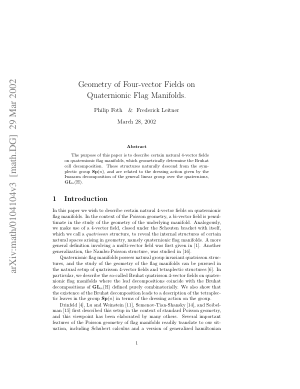 arXiv:math/0104104v3 [math.DG] 29 Mar 2002
Geometry of Four-vector Fields on
Quaternionic Flag Manifolds.
Philip Foth & Frederick Leitner
March 28, 2002
Abstract
The purpose of this paper is to describe certain natural 4-vector fields
on quaternionic flag manifolds, which geometrically determine the Bruhat
cell decomposition. These structures naturally descend from the sym-
plectic group Sp(n), and are related to the dressing action given by the
Iwasawa decomposition of the general linear group over the quaternions,
GLₙ(ℍ).
1 Introduction
In this paper we wish to describe certain natural 4-vector fields on quaternionic
flag manifolds. In the context of the Poisson geometry, a bi-vector field is penul-
timate in the study of the geometry of the underlying manifold. Analogously,
we make use of a 4-vector field, closed under the Schouten bracket with itself,
which we call a quatrisson structure, to reveal the internal structures of certain
natural spaces arising in geometry, namely quaternionic flag manifolds. A more
general definition involving a multi-vector field was first given in [1]. Another
generalization, the Nambu-Poisson structure, was studied in [16].
Quaternionic flag manifolds possess natural group invariant quatrisson struc-
tures, and the study of the geometry of the flag manifolds can be pursued in the
natural setup of quatrisson 4-vector fields and tetraplectic structures [6]. In
particular, we describe the so-called Bruhat quatrisson 4-vector fields on quater-
nionic flag manifolds where the leaf decompositions coincide with the Bruhat
decompositions of GLₙ(ℍ) defined purely combinatorially. We also show that
the existence of the Bruhat decomposition leads to a description of the tetraplec-
tic leaves in the group Sp(n) in terms of the dressing action on the group.
Drinfeld [4], Lu and Weinstein [11], Semenov-Tian-Shansky [14], and Soibel-
man [15] first described this setup in the context of standard Poisson geometry,
and this viewpoint has been elaborated by many others. Several important
features of the Poisson geometry of flag manifolds readily translate to our sit-
uation, including Schubert calculus and a version of generalized hamiltonian
1